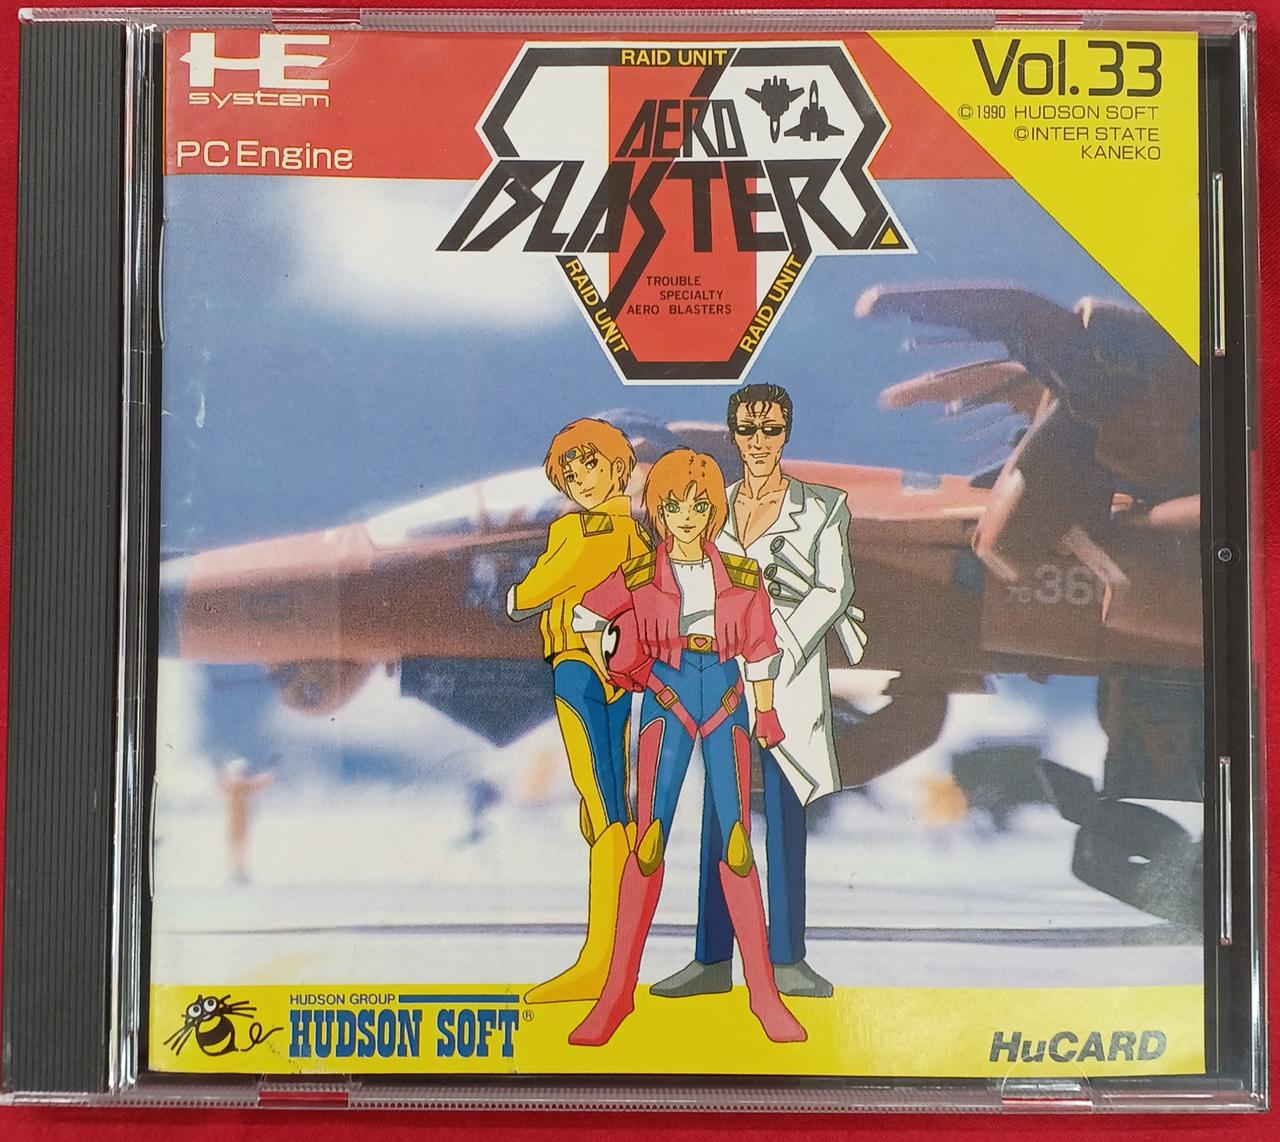 HE
system
PC Engine
RAID UNIT
AERO
BLASTERS
RAID UNIT
RAID UNIT
TROUBLE
SPECIALTY
AERO BLASTERS
Vol.33
©1990 HUDSON SOFT
©INTER STATE
KANEKO
36
HUDSON GROUP
HUDSON SOFT®
HuCARD